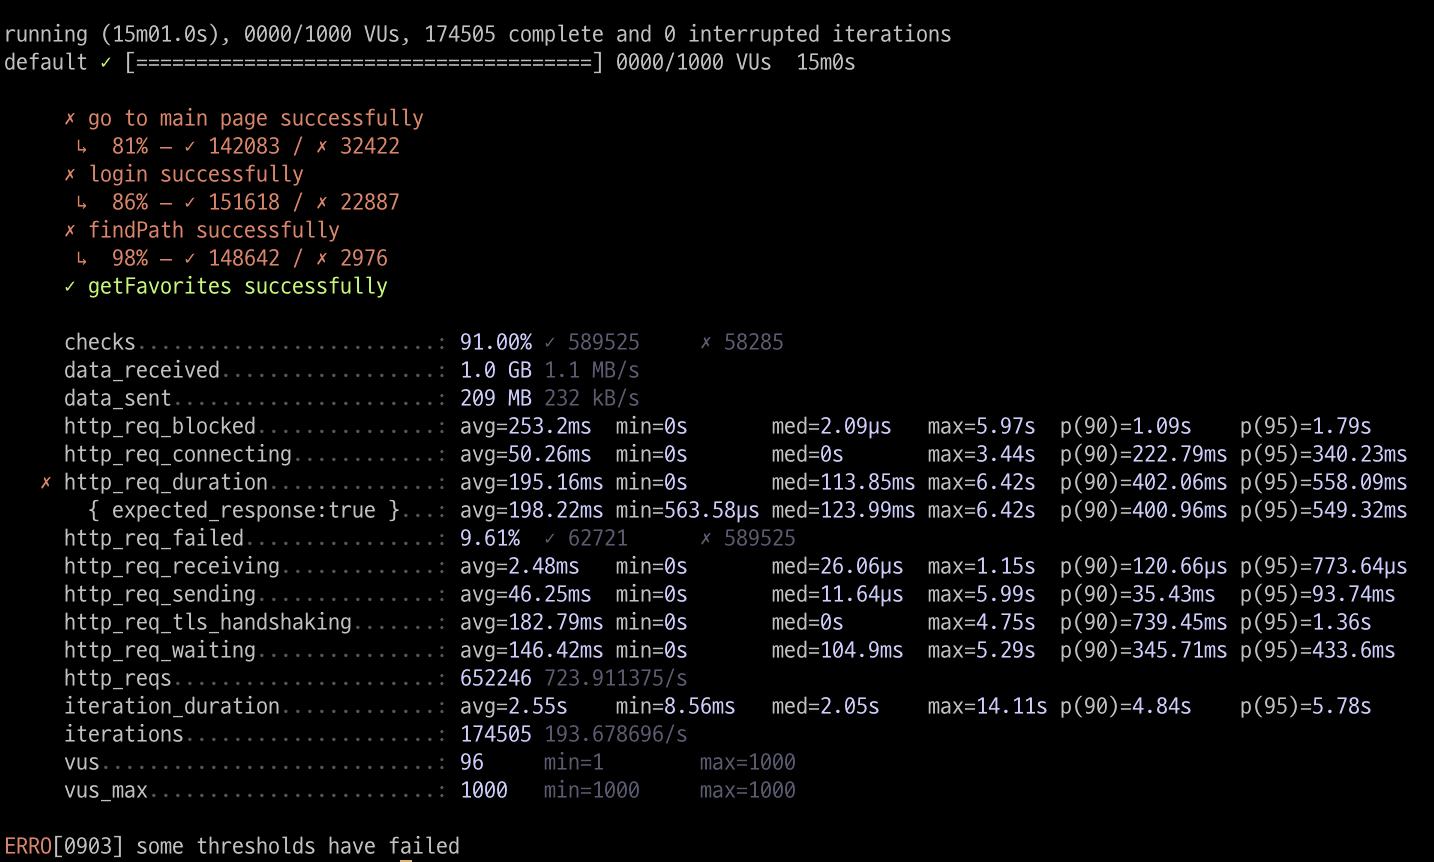 running (15m01.0s), 0000/1000 VUs, 174505 complete and 0 interrupted iterations
default ✓ [======================================] 0000/1000 VUs  15m0s
✗ go to main page successfully
↳  81% — ✓ 142083 / ✗ 32422
✗ login successfully
↳  86% — ✓ 151618 / ✗ 22887
✗ findPath successfully
↳  98% — ✓ 148642 / ✗ 2976
✓ getFavorites successfully
checks.........................: 91.00% ✓ 589525     ✗ 58285
data_received..................: 1.0 GB 1.1 MB/s
data_sent......................: 209 MB 232 kB/s
http_req_blocked...............: avg=253.2ms  min=0s       med=2.09µs   max=5.97s  p(90)=1.09s    p(95)=1.79s
http_req_connecting............: avg=50.26ms  min=0s       med=0s       max=3.44s  p(90)=222.79ms p(95)=340.23ms
✗ http_req_duration..............: avg=195.16ms min=0s       med=113.85ms max=6.42s  p(90)=402.06ms p(95)=558.09ms
{ expected_response:true }...: avg=198.22ms min=563.58µs med=123.99ms max=6.42s  p(90)=400.96ms p(95)=549.32ms
http_req_failed................: 9.61%  ✓ 62721      ✗ 589525
http_req_receiving.............: avg=2.48ms   min=0s       med=26.06µs  max=1.15s  p(90)=120.66µs p(95)=773.64µs
http_req_sending...............: avg=46.25ms  min=0s       med=11.64µs  max=5.99s  p(90)=35.43ms  p(95)=93.74ms
http_req_tls_handshaking.......: avg=182.79ms min=0s       med=0s       max=4.75s  p(90)=739.45ms p(95)=1.36s
http_req_waiting...............: avg=146.42ms min=0s       med=104.9ms  max=5.29s  p(90)=345.71ms p(95)=433.6ms
http_reqs......................: 652246 723.911375/s
iteration_duration.............: avg=2.55s    min=8.56ms   med=2.05s    max=14.11s p(90)=4.84s    p(95)=5.78s
iterations.....................: 174505 193.678696/s
vus............................: 96     min=1        max=1000
vus_max........................: 1000   min=1000     max=1000
ERRO[0903] some thresholds have failed